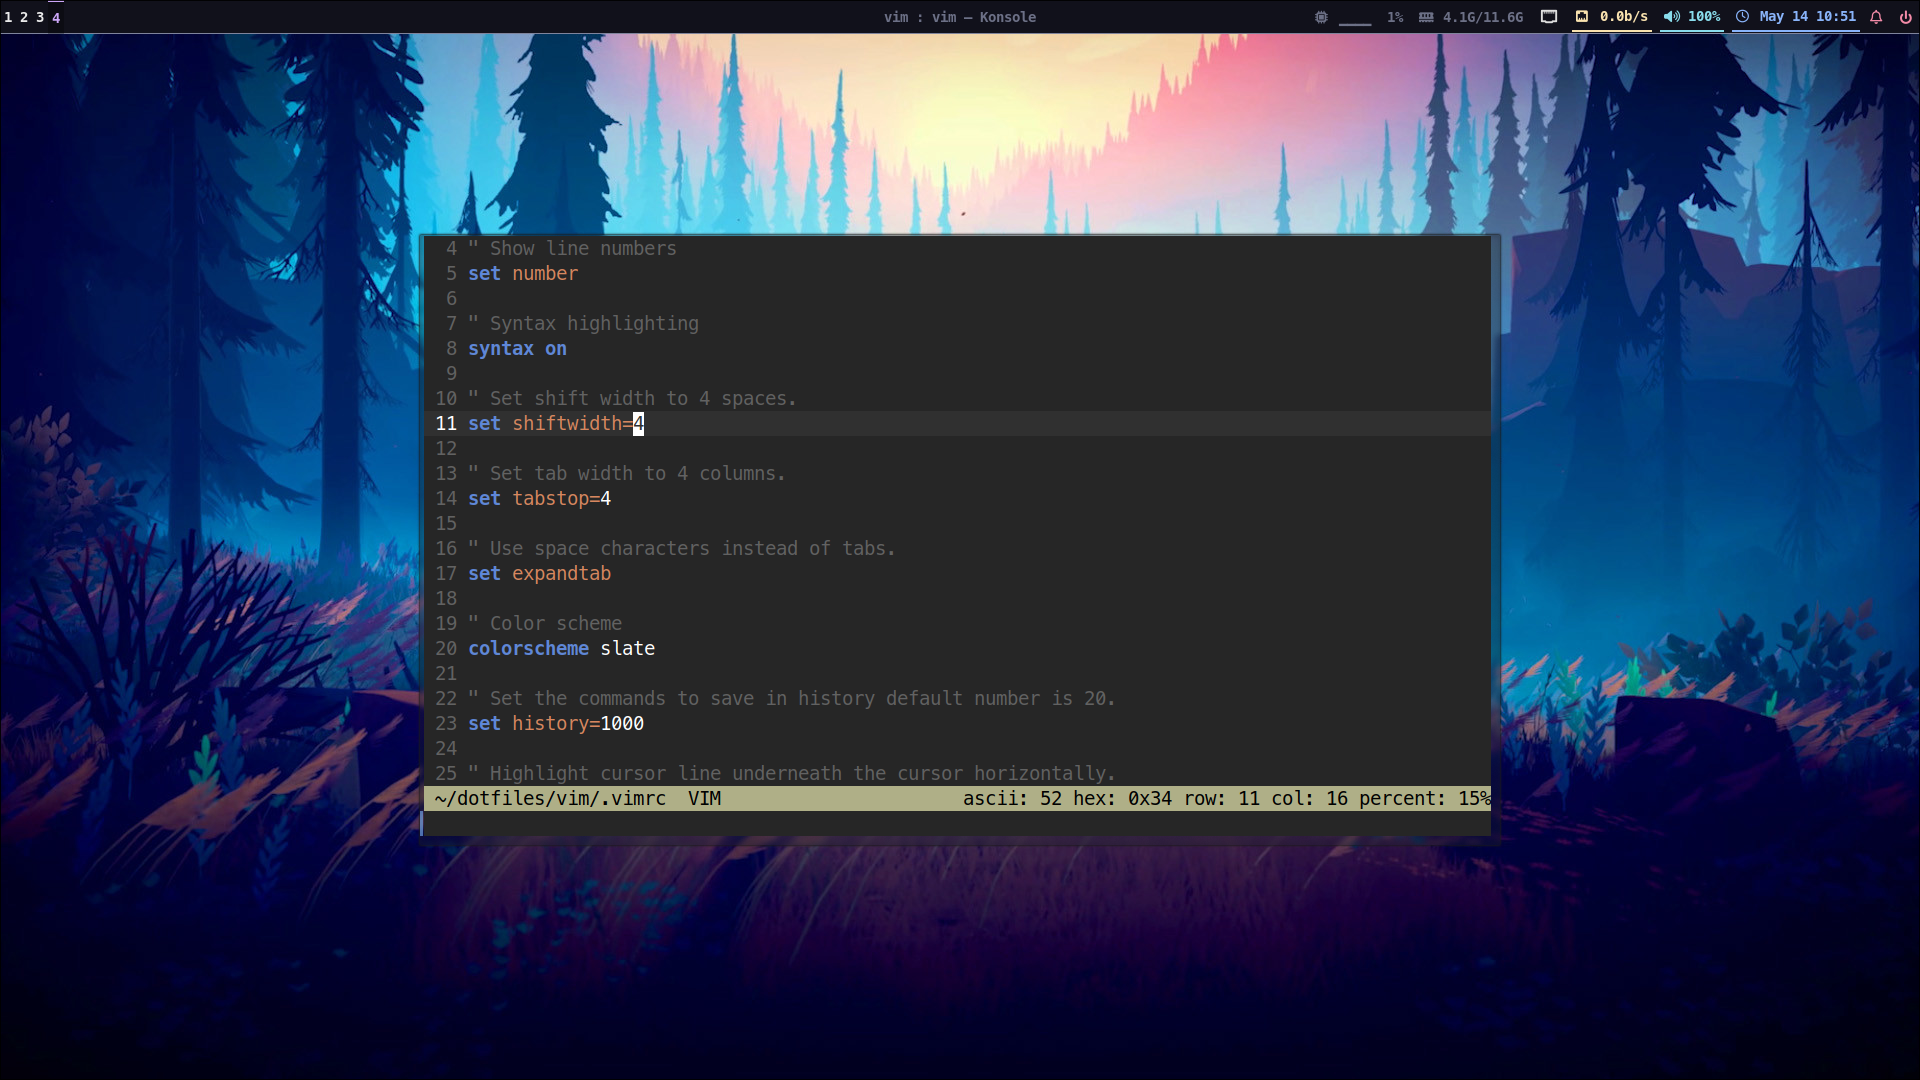 1 2 3 4
vim : vim — Konsole
1% 4.1G/11.6G 0.0b/s 100% May 14 10:51
4 " Show line numbers
5 set number
6
7 " Syntax highlighting
8 syntax on
9
10 " Set shift width to 4 spaces.
11 set shiftwidth=4
12
13 " Set tab width to 4 columns.
14 set tabstop=4
15
16 " Use space characters instead of tabs.
17 set expandtab
18
19 " Color scheme
20 colorscheme slate
21
22 " Set the commands to save in history default number is 20.
23 set history=1000
24
25 " Highlight cursor line underneath the cursor horizontally.
~/dotfiles/vim/.vimrc  VIM ascii: 52 hex: 0x34 row: 11 col: 16 percent: 15%